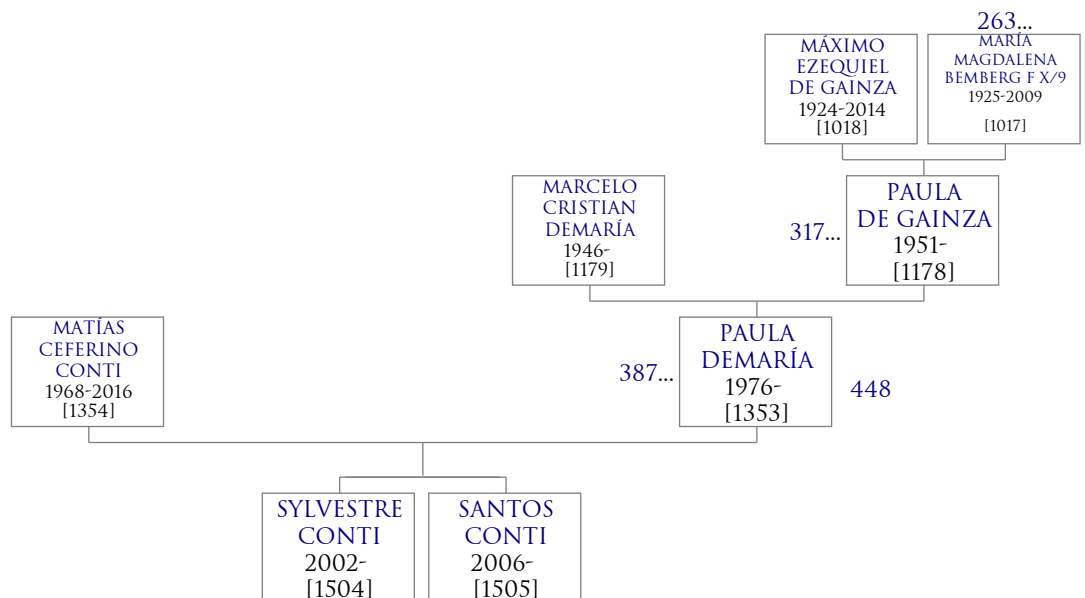 263...
MÁXIMO
EZEQUIEL
DE GAINZA
1924-2014
[1018]
MARÍA
MAGDALENA
BEMBERG F X/9
1925-2009
[1017]
MARCELO
CRISTIAN
DEMARÍA
1946-
[1179]
317...
PAULA
DE GAINZA
1951-
[1178]
MATÍAS
CEFERINO
CONTI
1968-2016
[1354]
387...
PAULA
DEMARÍA
1976-
[1353]
448
SYLVESTRE
CONTI
2002-
[1504]
SANTOS
CONTI
2006-
[1505]